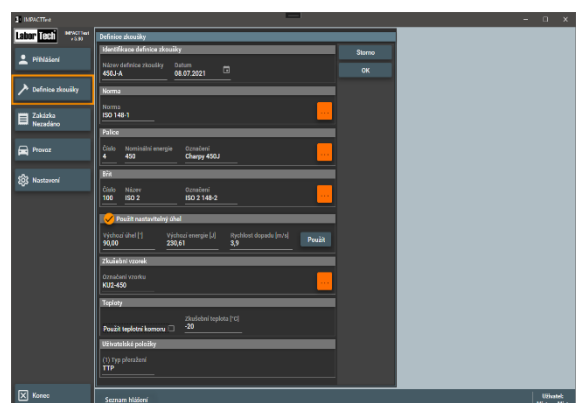 IMPACTTest
Labor Tech IMPACTTest
v 3.80
Přihlášení
Definice zkoušky
Zakázka
Nezadáno
Provoz
Nastavení
Konec
Definice zkoušky
Identifikace definice zkoušky
Název definice zkoušky Datum
450J-A 08.07.2021
Storno
OK
Norma
Norma
ISO 148-1
...
Palice
Číslo Nominální energie Označení
4 450 Charpy 450J
...
Břit
Číslo Název Označení
100 ISO 2 ISO 2 148-2
...
Použít nastavitelný úhel
Výchozí úhel [°] Výchozí energie [J] Rychlost dopadu [m/s]
90,00 230,61 3,9 Použít
Zkušební vzorek
Označení vzorku
KU2-450
...
Teploty
Zkušební teplota [°C]
Použít teplotní komoru -20
Uživatelské položky
(1) Typ přeražení
TTP
Seznam hlášení
Uživatel: